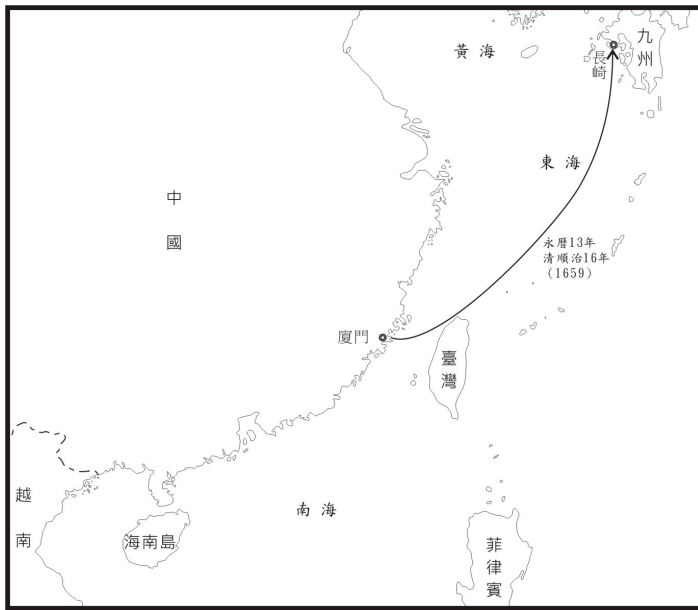 黃海
九州
長崎
東海
中國
永曆13年
清順治16年
(1659)
廈門
臺灣
越南
南海
海南島
菲律賓